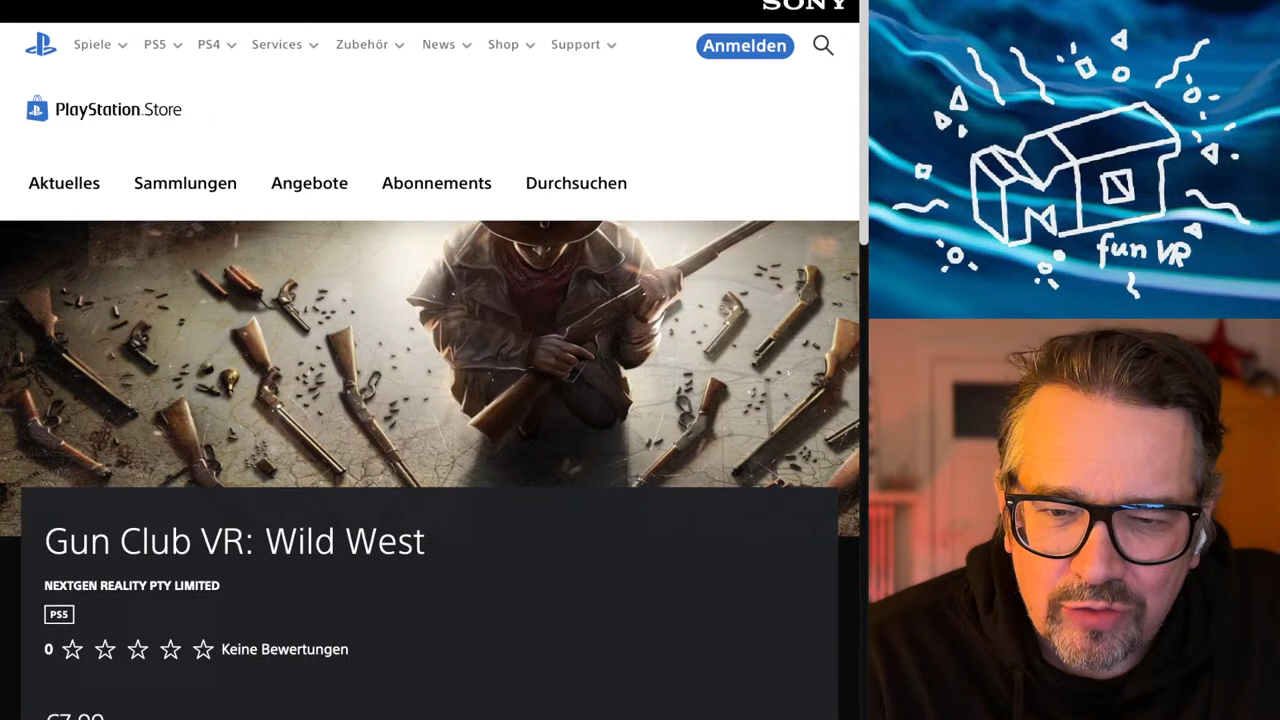 SONY
Spiele PS5 PS4 Services Zubehör News Shop Support Anmelden
PlayStation.Store
Aktuelles Sammlungen Angebote Abonnements Durchsuchen
Gun Club VR: Wild West
NEXTGEN REALITY PTY LIMITED
PS5
0 Keine Bewertungen
fun VR